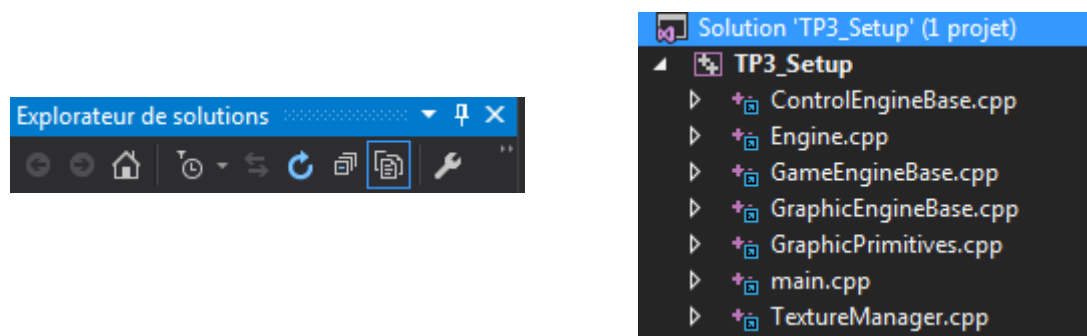 Explorateur de solutions
Solution 'TP3_Setup' (1 projet)
TP3_Setup
ControlEngineBase.cpp
Engine.cpp
GameEngineBase.cpp
GraphicEngineBase.cpp
GraphicPrimitives.cpp
main.cpp
TextureManager.cpp